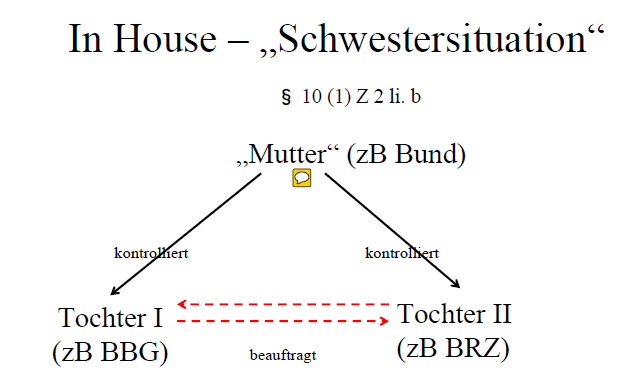 In House – „Schwestersituation“
§ 10 (1) Z 2 li. b
„Mutter“ (zB Bund)
kontrolliert kontrolliert
Tochter I Tochter II
(zB BBG) (zB BRZ)
beauftragt